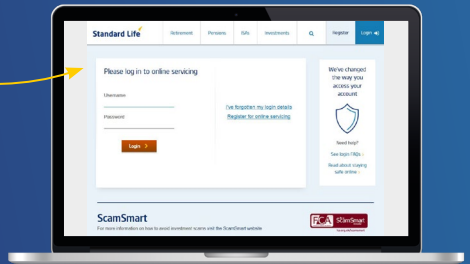 Standard Life
Retirement Pensions ISAs Investments Register Login
Please log in to online servicing
Username
Password
Login
I've forgotten my login details
Register for online servicing
We've changed
the way you
access your
account
Need help?
See login FAQs
Read about staying
safe online
ScamSmart
For more information on how to avoid investment scams and the ScamSmart website
FCA ScamSmart